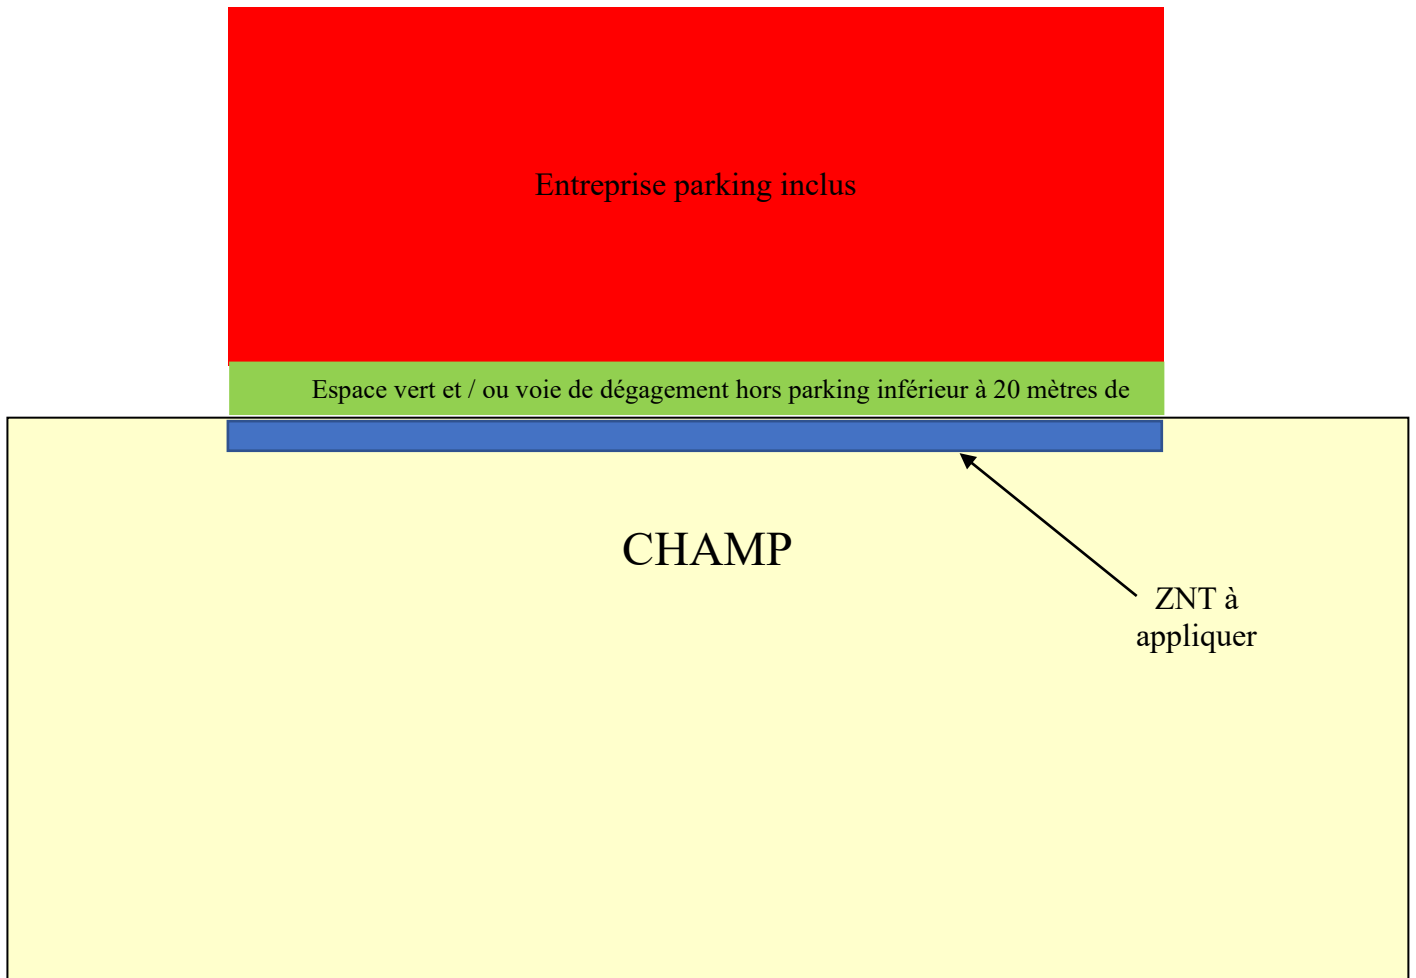 Entreprise parking inclus
Espace vert et / ou voie de dégagement hors parking inférieur à 20 mètres de
CHAMP
ZNT à
appliquer